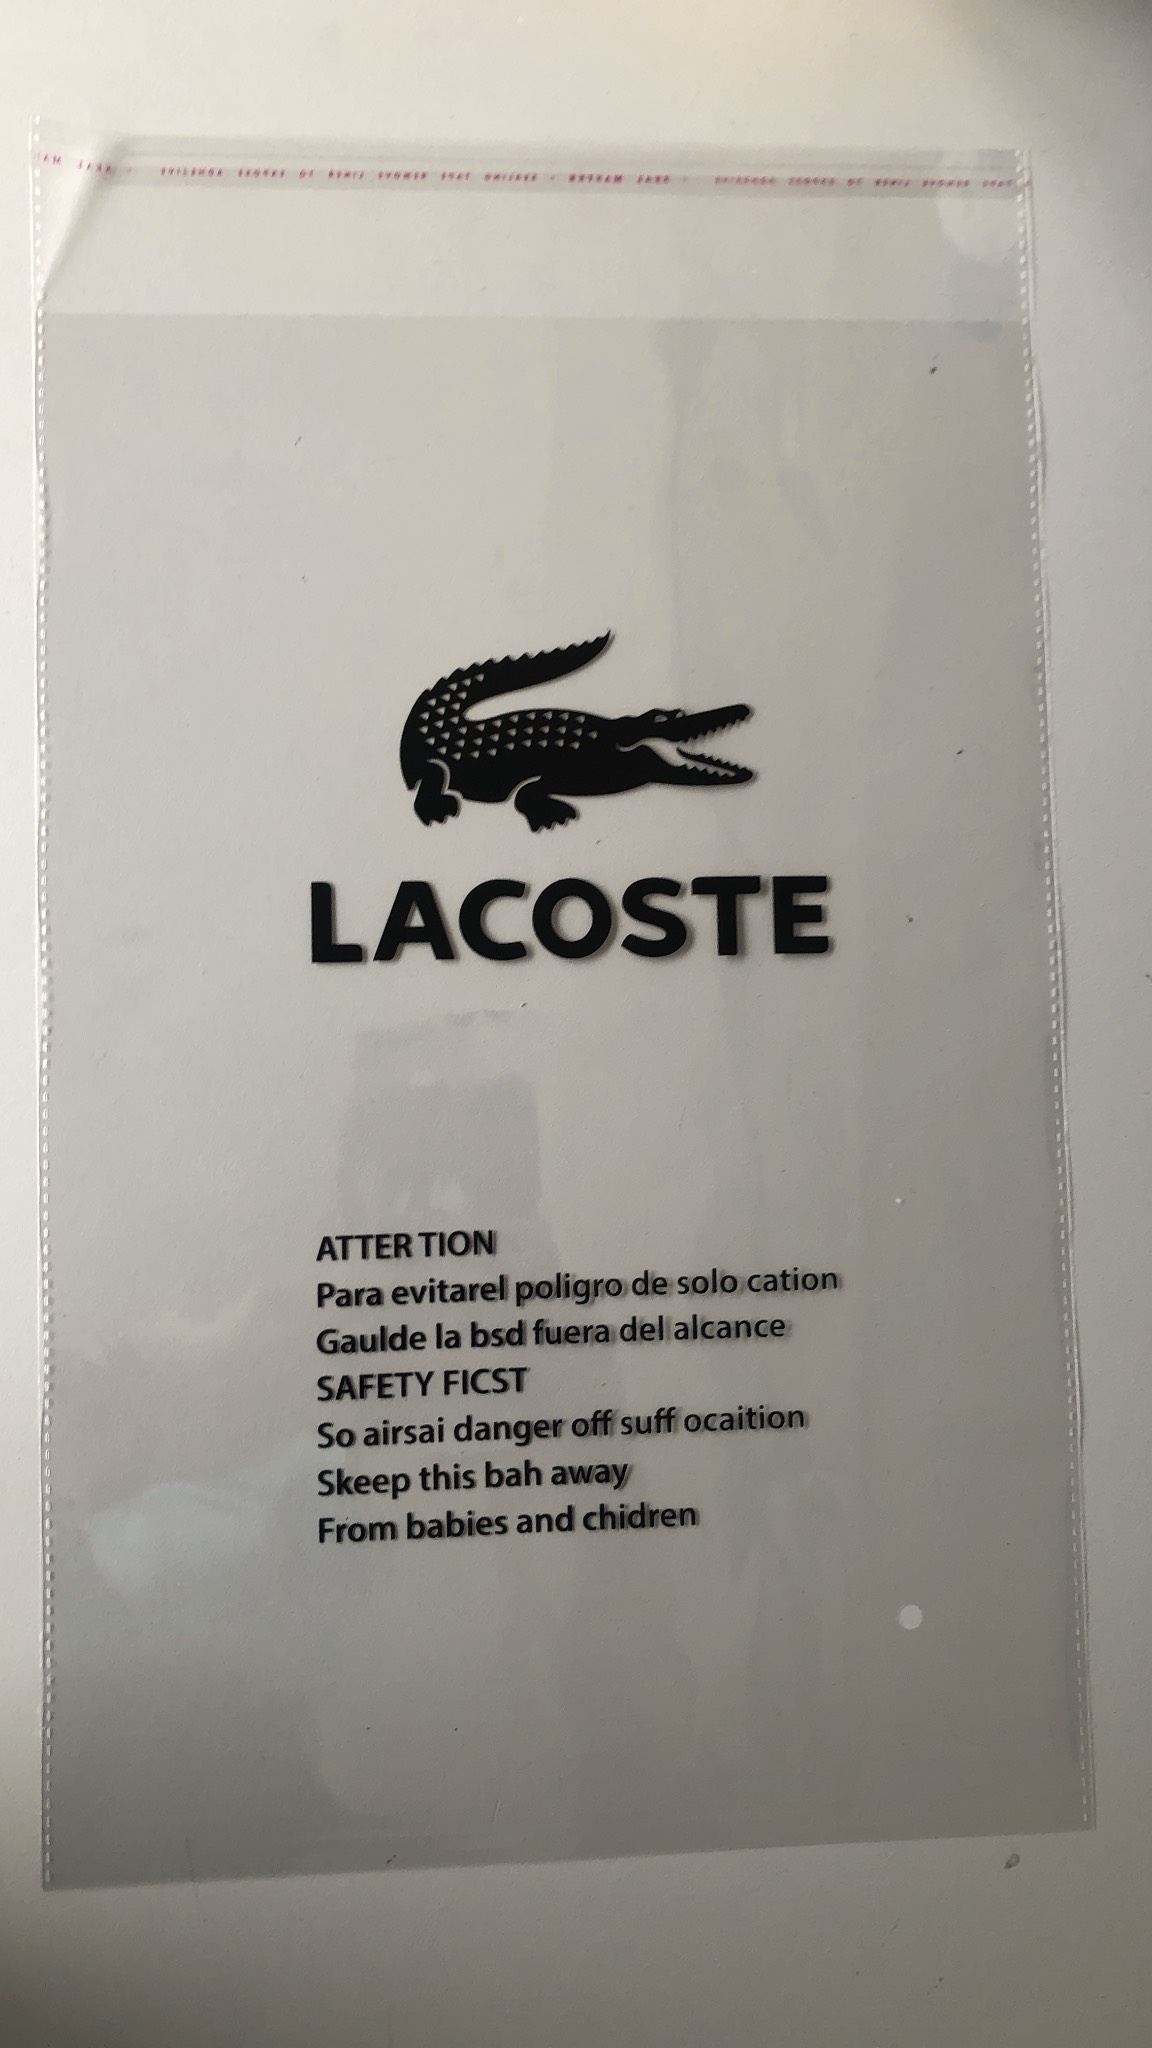 LACOSTE
ATTER TION
Para evitarel poligro de solo cation
Gaulde la bsd fuera del alcance
SAFETY FICST
So airsai danger off suff ocaition
Skeep this bah away
From babies and chidren